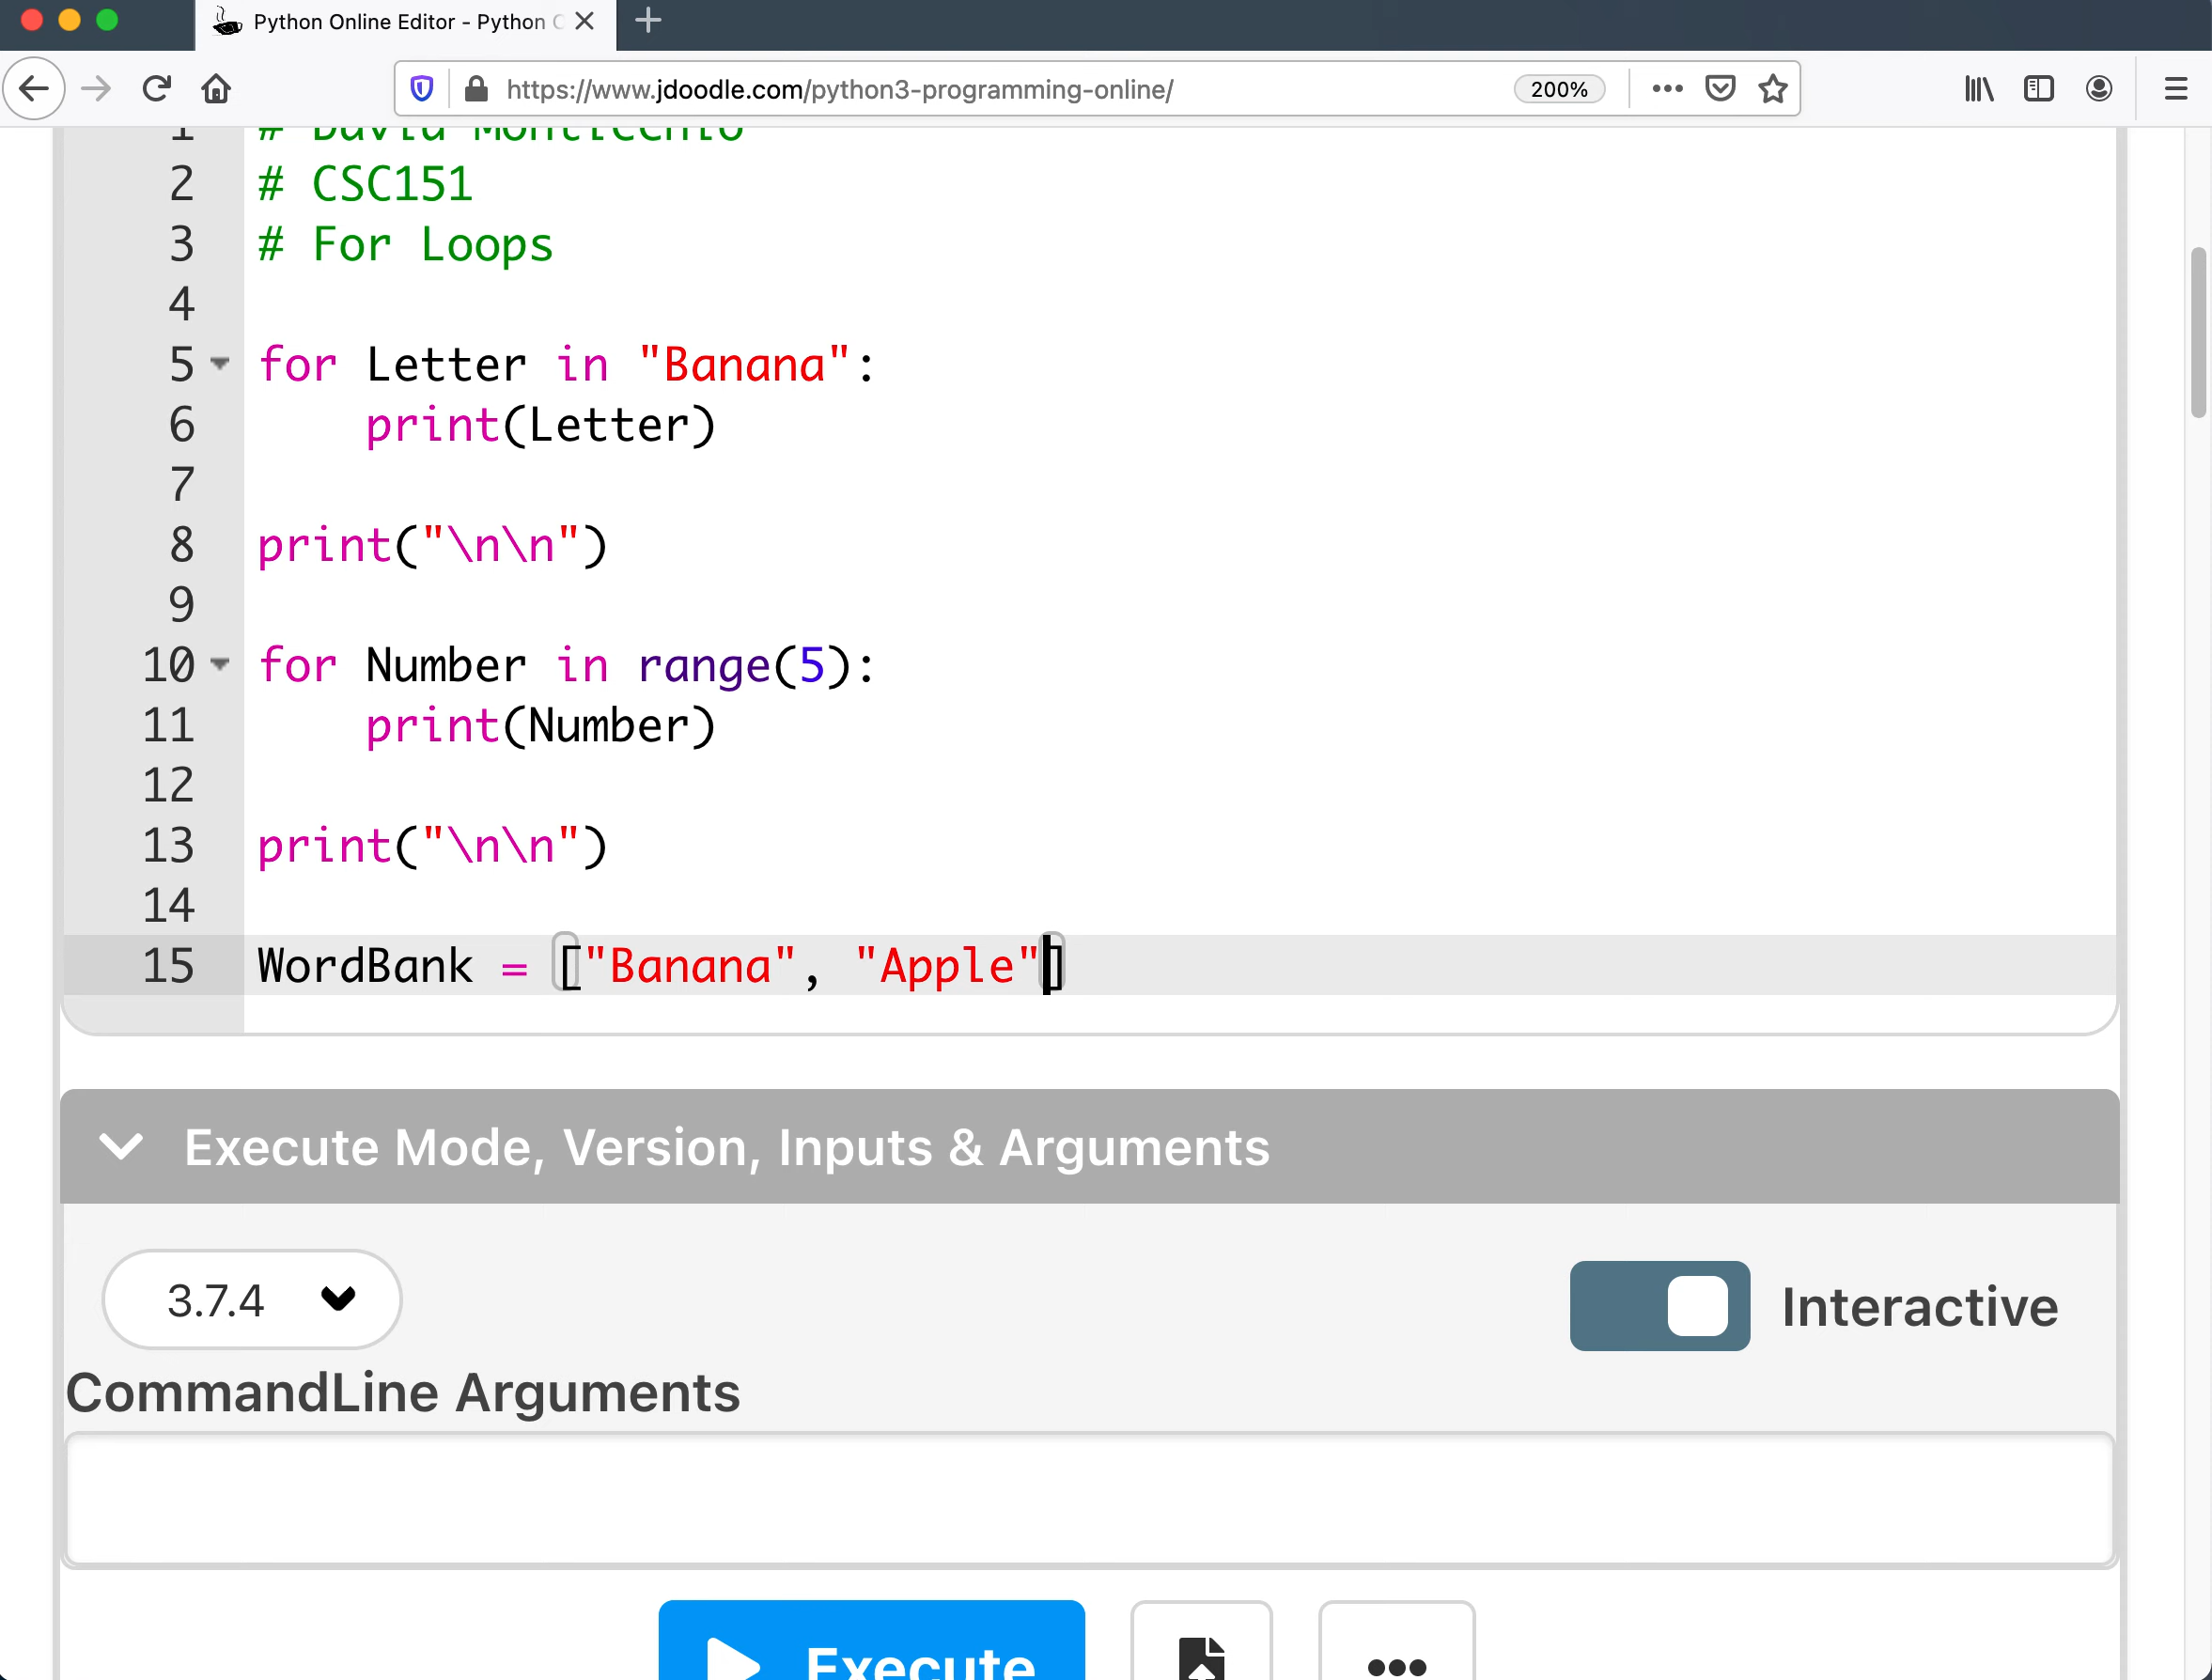 Python Online Editor - Python
https://www.jdoodle.com/python3-programming-online/
200%
1 # David
2 # CSC151
3 # For Loops
4
5 for Letter in "Banana":
6 print(Letter)
7
8 print("\n\n")
9
10 for Number in range(5):
11 print(Number)
12
13 print("\n\n")
14
15 WordBank = ["Banana", "Apple"]
Execute Mode, Version, Inputs & Arguments
3.7.4
Interactive
CommandLine Arguments
Execute